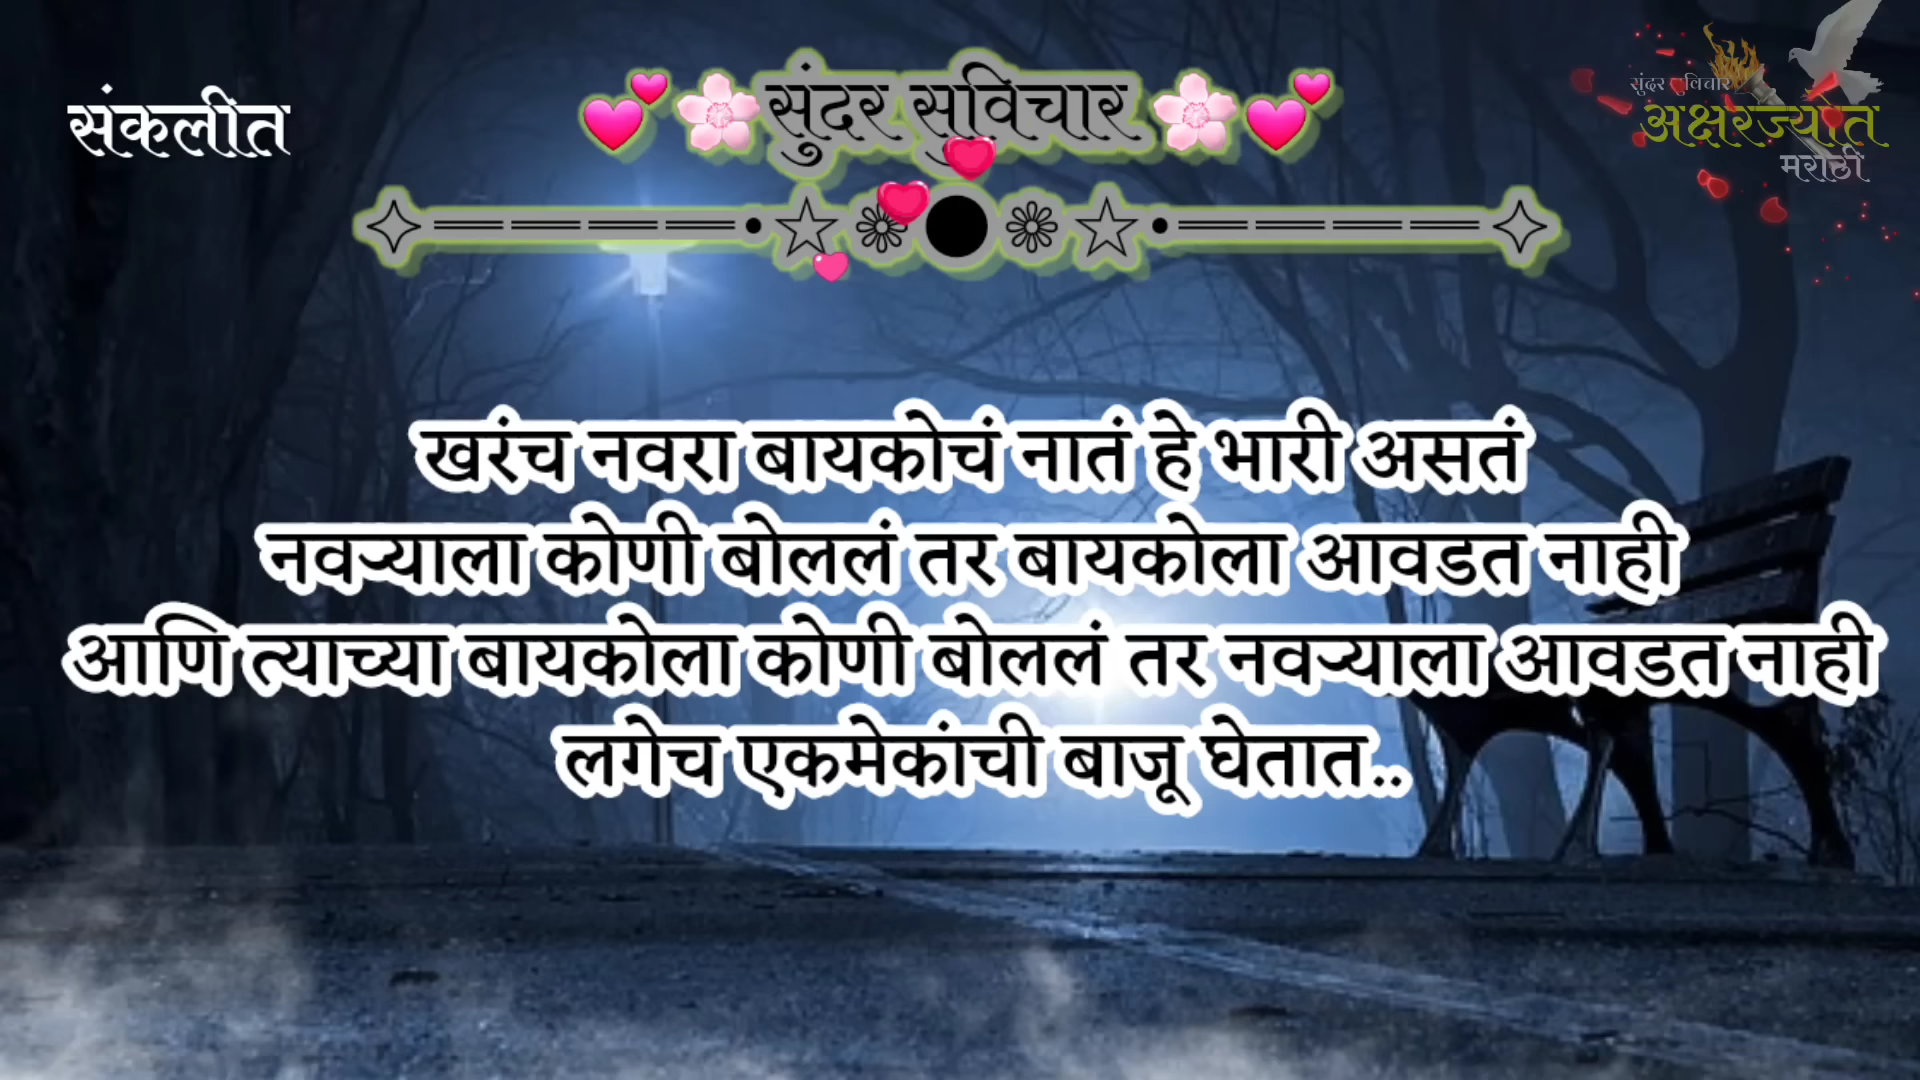 संकलीत
💕🌸सुंदर सुविचार🌸💕
✧═════•☆❁●❁☆•═════✧
सुंदर सुविचार
अक्षरज्योत
मराठी
खरंच नवरा बायकोचं नातं हे भारी असतं
नवऱ्याला कोणी बोललं तर बायकोला आवडत नाही
आणि त्याच्या बायकोला कोणी बोललं तर नवऱ्याला आवडत नाही
लगेच एकमेकांची बाजू घेतात..